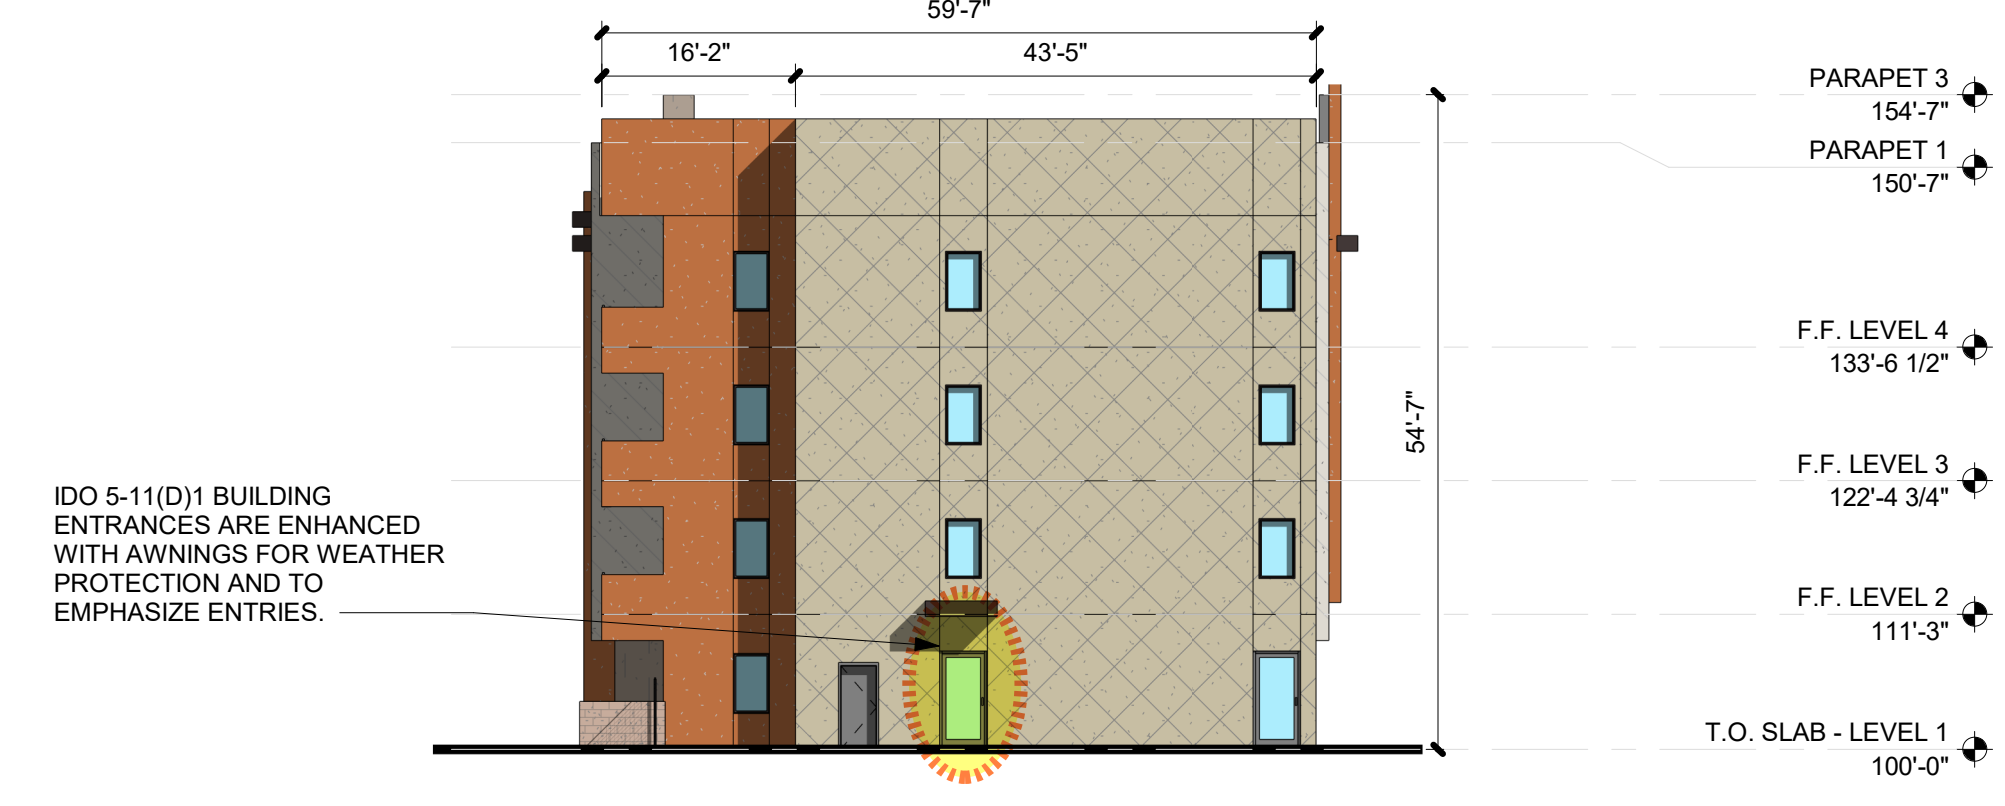 59'-7"
16'-2"
43'-5"
PARAPET 3
154'-7"
PARAPET 1
150'-7"
F.F. LEVEL 4
133'-6 1/2"
54'-7"
F.F. LEVEL 3
122'-4 3/4"
IDO 5-11(D)1 BUILDING
ENTRANCES ARE ENHANCED
WITH AWNINGS FOR WEATHER
PROTECTION AND TO
EMPHASIZE ENTRIES.
F.F. LEVEL 2
111'-3"
T.O. SLAB - LEVEL 1
100'-0"